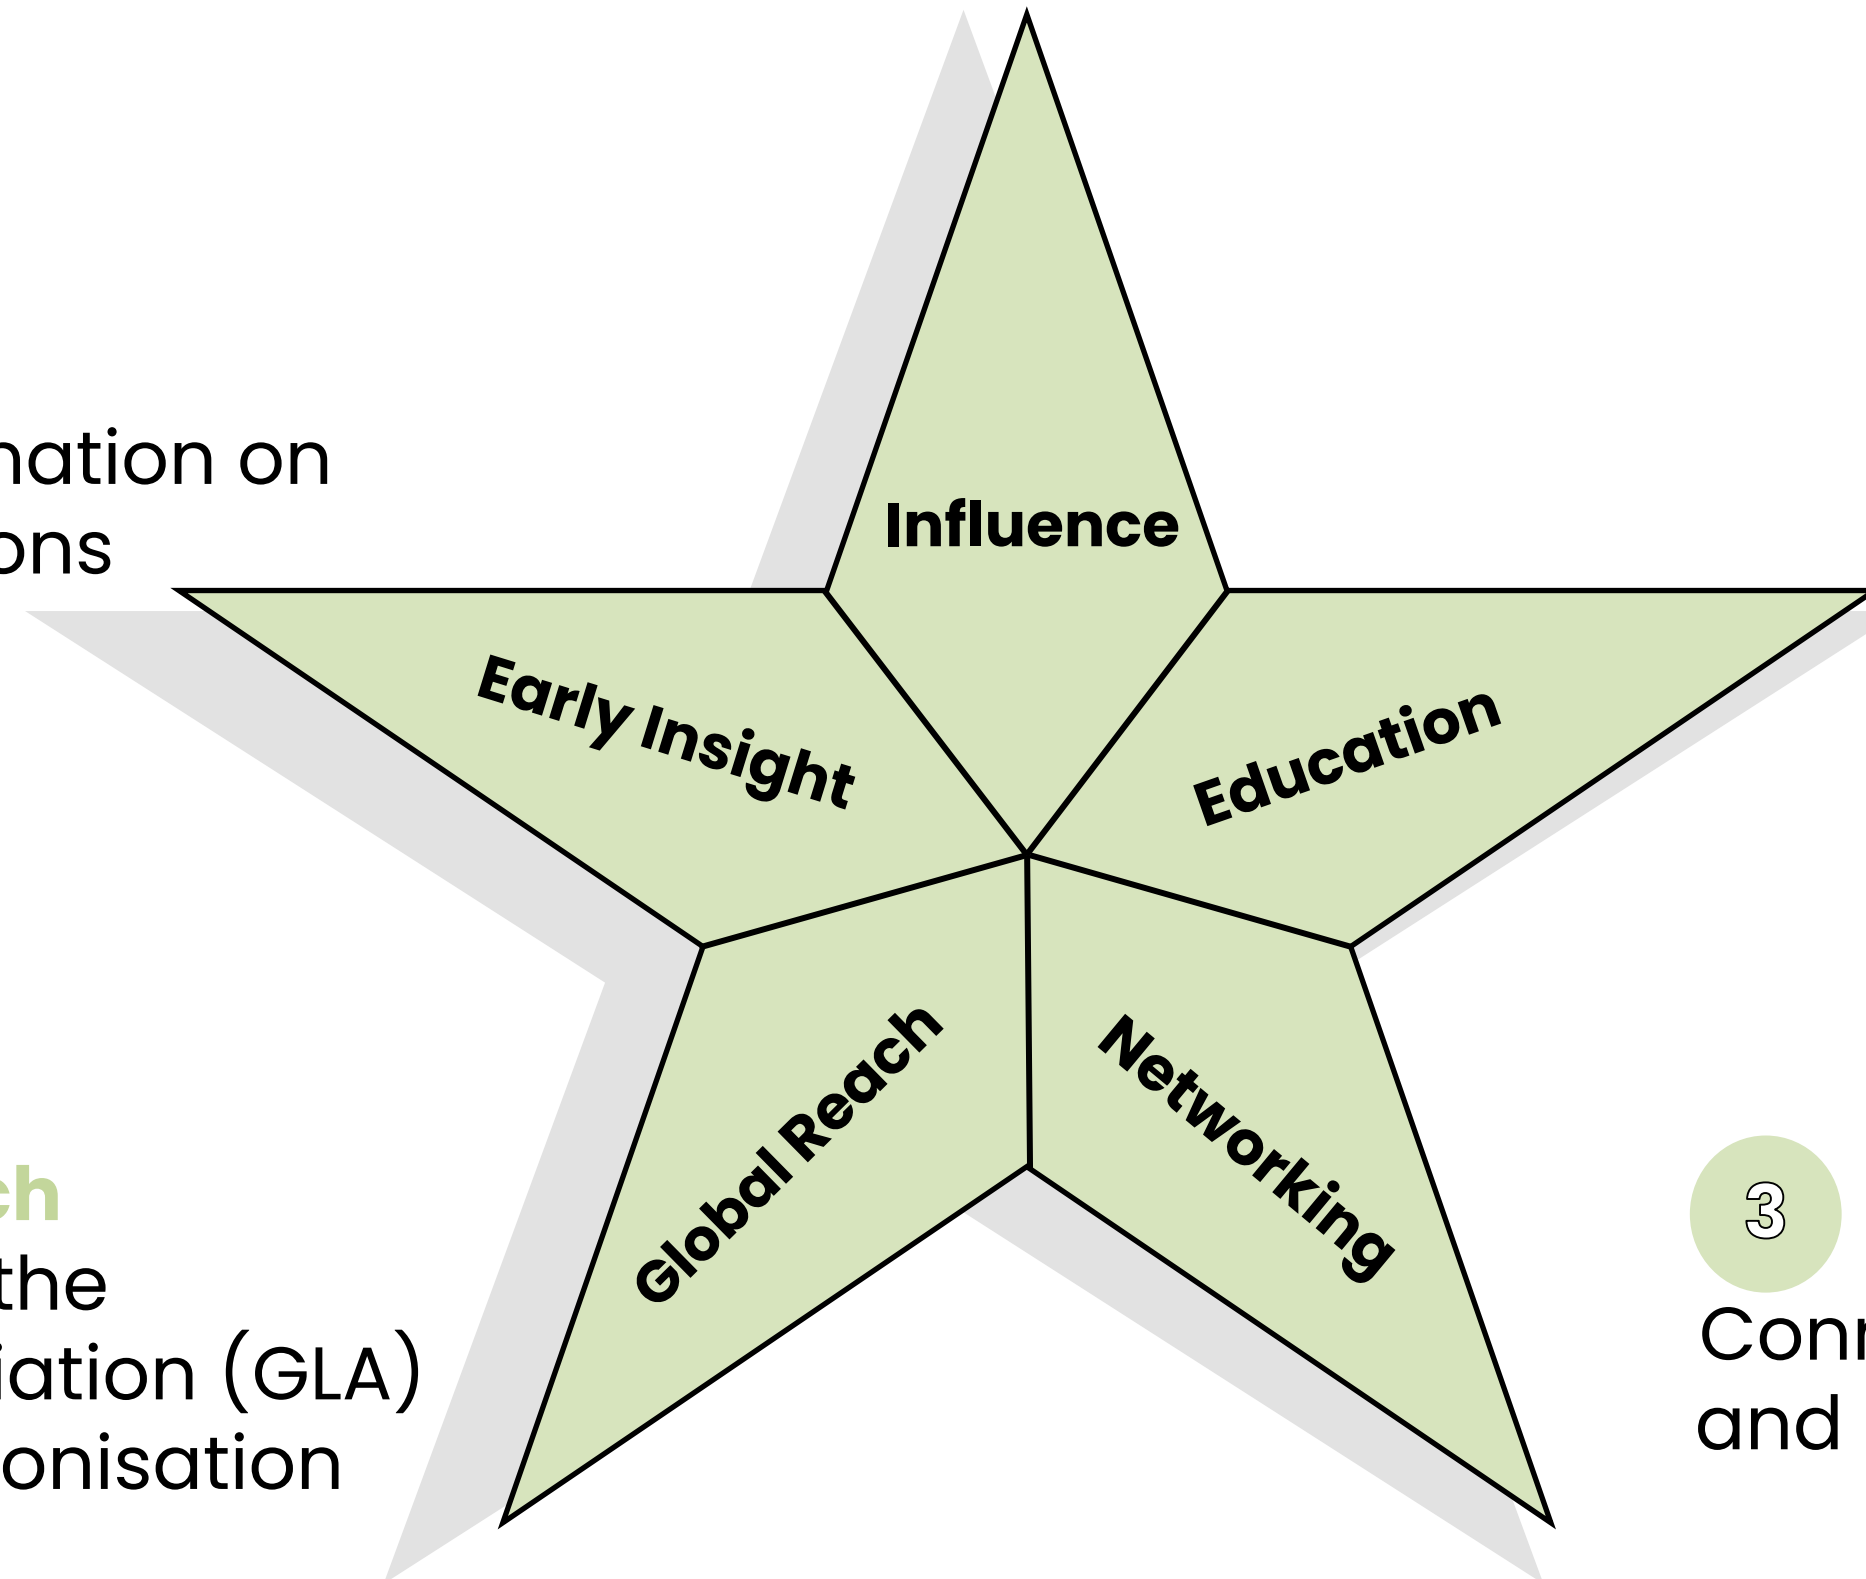 nation on
ons
Influence
Early Insight
Education
Global Reach
Networking
ch
the
iation (GLA)
onisation
3
Conn
and